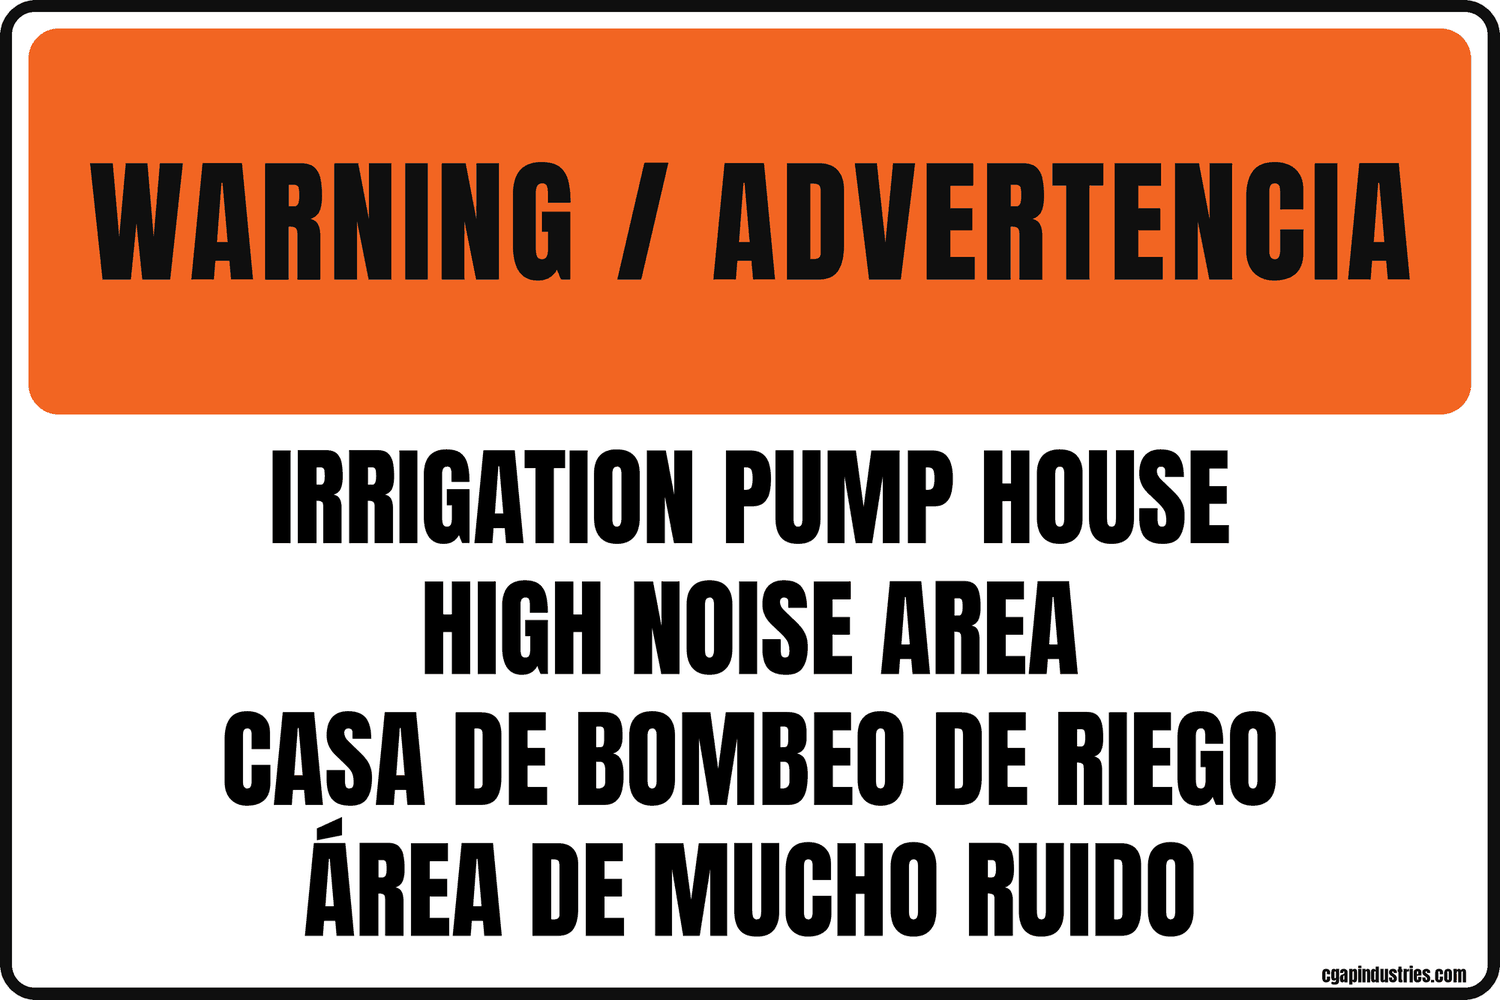 WARNING / ADVERTENCIA
IRRIGATION PUMP HOUSE
HIGH NOISE AREA
CASA DE BOMBEO DE RIEGO
ÁREA DE MUCHO RUIDO
cgapindustries.com